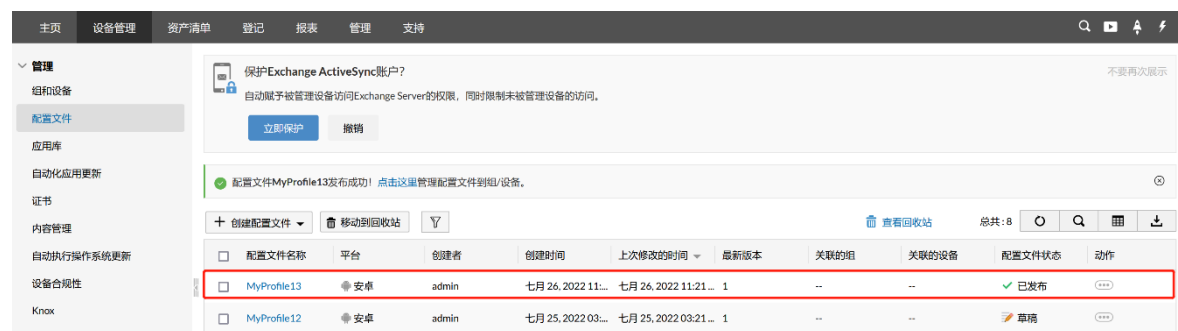 主页 设备管理 资产清单 登记 报表 管理 支持
管理
组和设备
配置文件
应用库
自动化应用更新
证书
内容管理
自动执行操作系统更新
设备合规性
Knox
保护Exchange ActiveSync账户?
不要再次展示
自动赋予被管理设备访问Exchange Server的权限，同时限制未被管理设备的访问。
立即保护 撤销
配置文件MyProfile13发布成功！点击这里管理配置文件到组/设备。
创建配置文件 移动到回收站 查看回收站 总共:8
配置文件名称 平台 创建者 创建时间 上次修改的时间 最新版本 关联的组 关联的设备 配置文件状态 动作
MyProfile13 安卓 admin 七月 26, 2022 11:... 七月 26, 2022 11:21 ... 1 -- -- 已发布
MyProfile12 安卓 admin 七月 25, 2022 03:... 七月 25, 2022 03:21 ... 1 -- -- 草稿